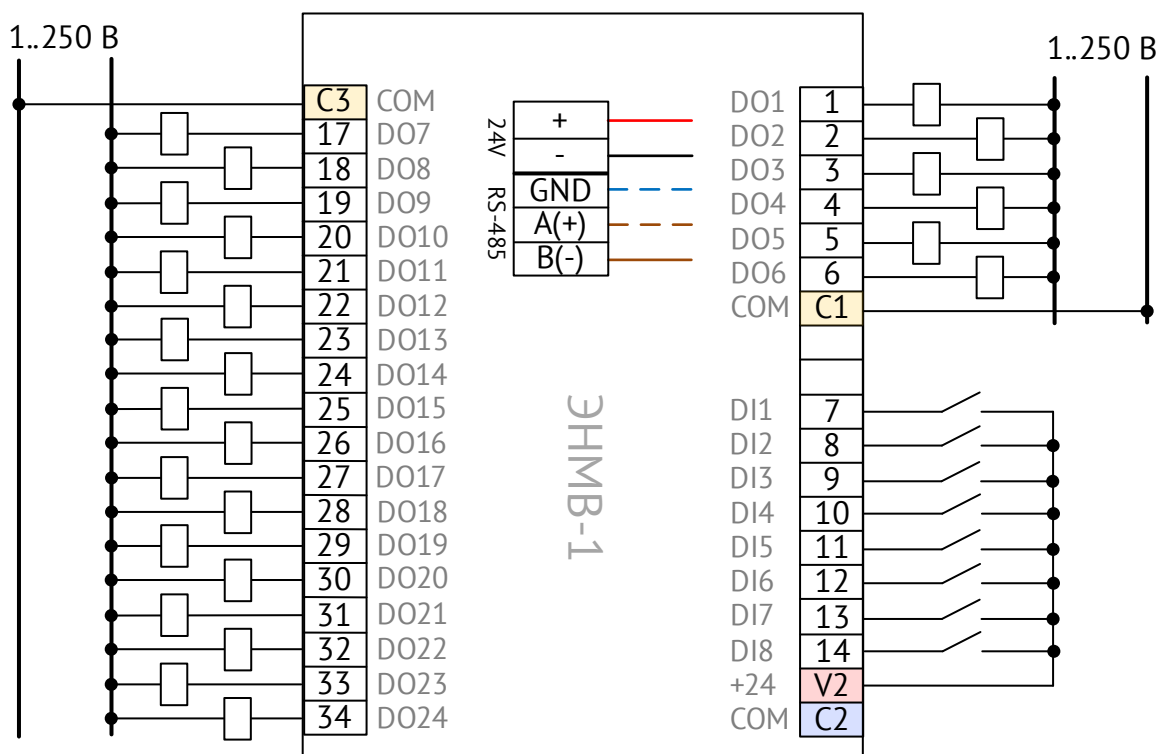 1..250 В
1..250 В
C3 COM
17 DO7
18 DO8
19 DO9
20 DO10
21 DO11
22 DO12
23 DO13
24 DO14
25 DO15
26 DO16
27 DO17
28 DO18
29 DO19
30 DO20
31 DO21
32 DO22
33 DO23
34 DO24
24V
+
-
RS-485
GND
A(+)
B(-)
ЭНМВ-1
DO1 1
DO2 2
DO3 3
DO4 4
DO5 5
DO6 6
COM C1
DI1 7
DI2 8
DI3 9
DI4 10
DI5 11
DI6 12
DI7 13
DI8 14
+24 V2
COM C2